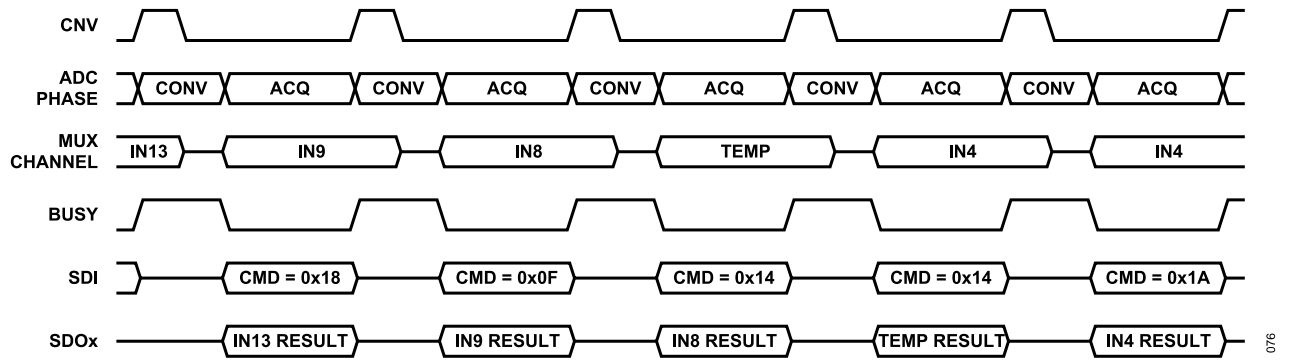 CNV
ADC PHASE CONV ACQ CONV ACQ CONV ACQ CONV ACQ CONV ACQ
MUX CHANNEL IN13 IN9 IN8 TEMP IN4 IN4
BUSY
SDI CMD = 0x18 CMD = 0x0F CMD = 0x14 CMD = 0x14 CMD = 0x1A
SDOx IN13 RESULT IN9 RESULT IN8 RESULT TEMP RESULT IN4 RESULT
076